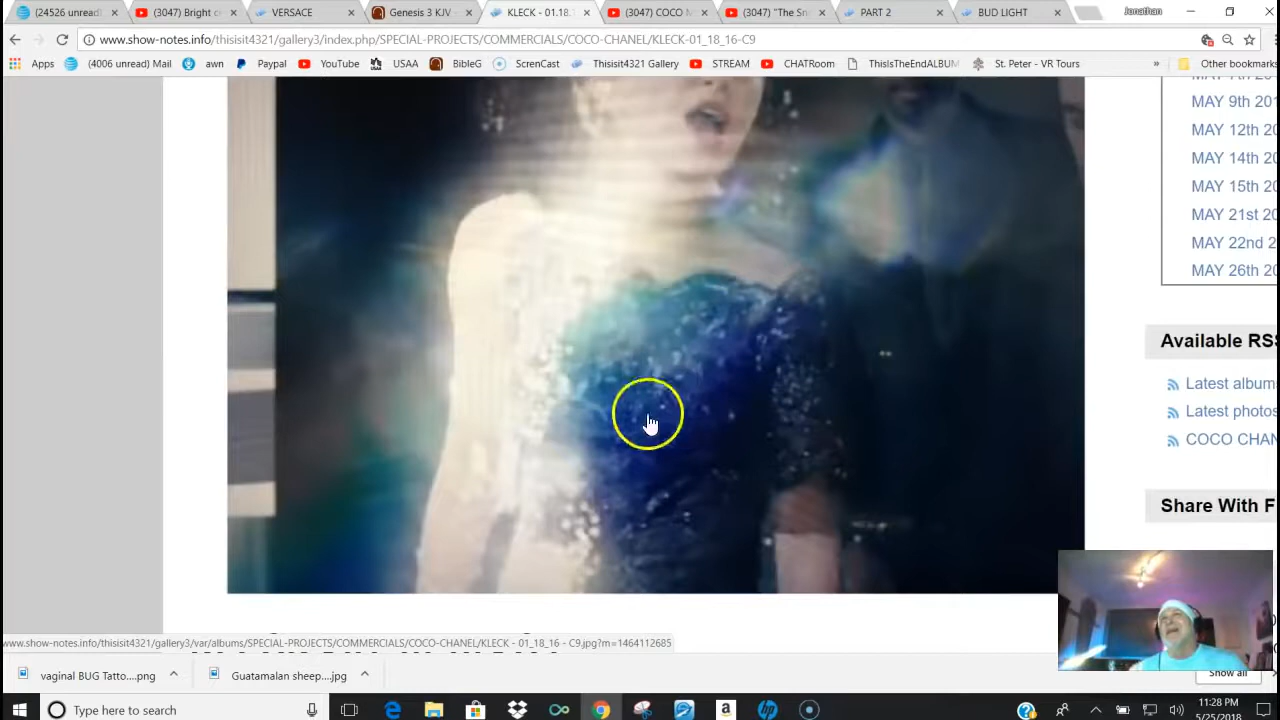 (24526 unread)
(3047) Bright c
VERSACE
Genesis 3 KJV –
KLECK - 01.18.
(3047) COCO
(3047) "The Sn
PART 2
BUD LIGHT
Jonathan
www.show-notes.info/thisisit4321/gallery3/index.php/SPECIAL-PROJECTS/COMMERCIALS/COCO-CHANEL/KLECK-01_18_16-C9
Apps
(4006 unread) Mail
awn
Paypal
YouTube
USAA
BibleG
ScrenCast
Thisisit4321 Gallery
STREAM
CHATRoom
ThisIsTheEndALBUM
St. Peter - VR Tours
»
Other bookmarks
MAY 9th 201
MAY 12th 20
MAY 14th 20
MAY 15th 20
MAY 21st 20
MAY 22nd 2
MAY 26th 20
Available RSS
Latest album
Latest photos
COCO CHAN
Share With F
www.show-notes.info/thisisit4321/gallery3/var/albums/SPECIAL-PROJECTS/COMMERCIALS/COCO-CHANEL/KLECK - 01_18_16 - C9.jpg?m=1464112685
vaginal BUG Tatto....png
Guatamalan sheep....jpg
Show all
Type here to search
11:28 PM
5/25/2018